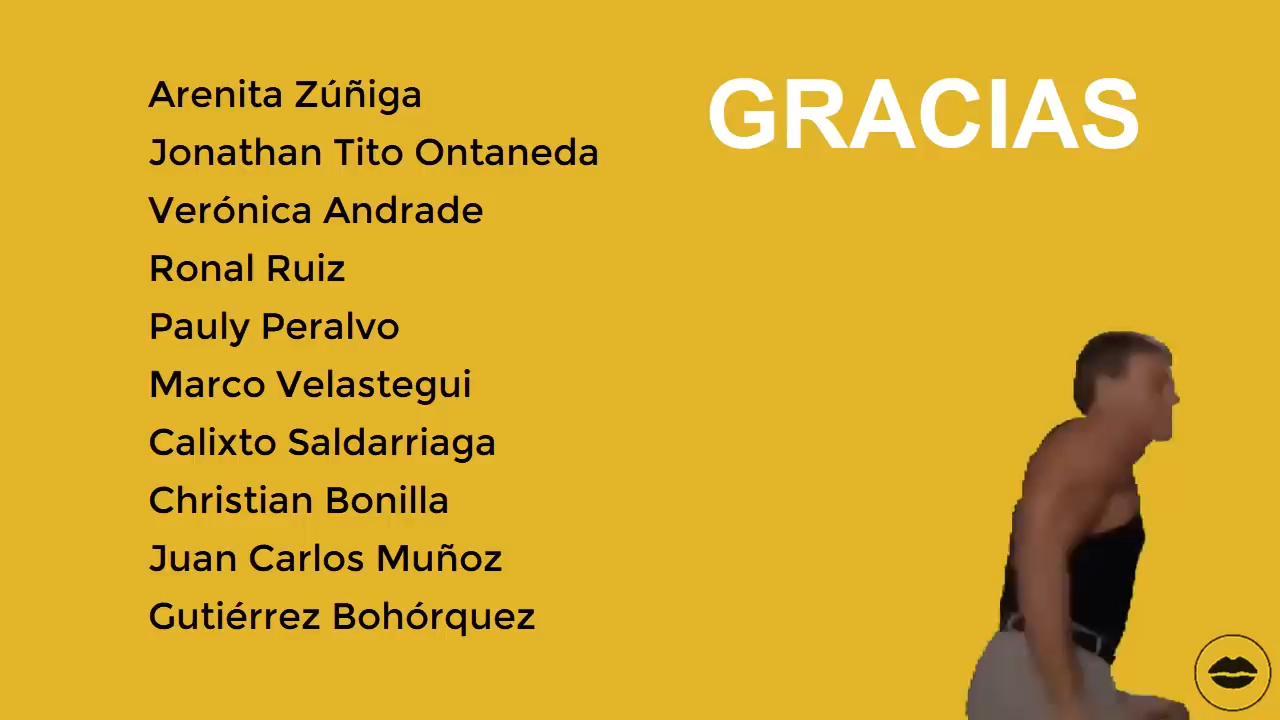 Arenita Zúñiga
Jonathan Tito Ontaneda
Verónica Andrade
Ronal Ruiz
Pauly Peralvo
Marco Velastegui
Calixto Saldarriaga
Christian Bonilla
Juan Carlos Muñoz
Gutiérrez Bohórquez
GRACIAS